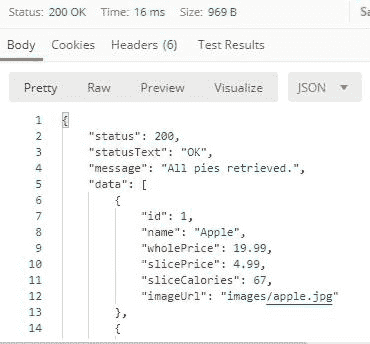 Status: 200 OK Time: 16 ms Size: 969 B
Body Cookies Headers (6) Test Results
Pretty Raw Preview Visualize JSON
1 {
2 "status": 200,
3 "statusText": "OK",
4 "message": "All pies retrieved.",
5 "data": [
6 {
7 "id": 1,
8 "name": "Apple",
9 "wholePrice": 19.99,
10 "slicePrice": 4.99,
11 "sliceCalories": 67,
12 "imageUrl": "images/apple.jpg"
13 },
14 {